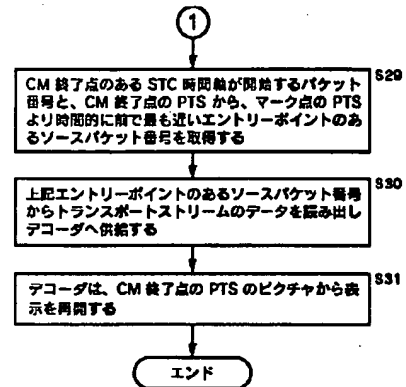 1
CM 終了点のある STC 時間軸が開始するパケット
番号と、CM 終了点の PTS から、マーク点の PTS
より時間的に前で最も近いエントリーポイントのあ
るソースパケット番号を取得する
S29
上記エントリーポイントのあるソースパケット番号
からトランスポートストリームのデータを読み出し
デコーダへ供給する
S30
デコーダは、CM 終了点の PTS のピクチャから表
示を再開する
S31
エンド